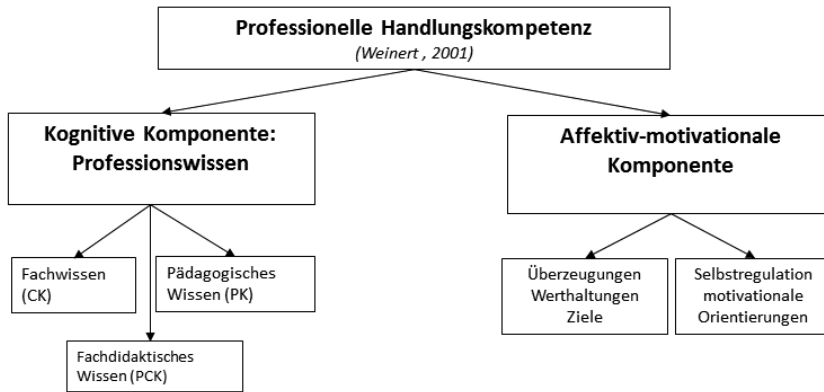 Professionelle Handlungskompetenz
(Weinert , 2001)
Kognitive Komponente:
Professionswissen
Affektiv-motivationale
Komponente
Fachwissen
(CK)
Pädagogisches
Wissen (PK)
Fachdidaktisches
Wissen (PCK)
Überzeugungen
Werthaltungen
Ziele
Selbstregulation
motivationale
Orientierungen